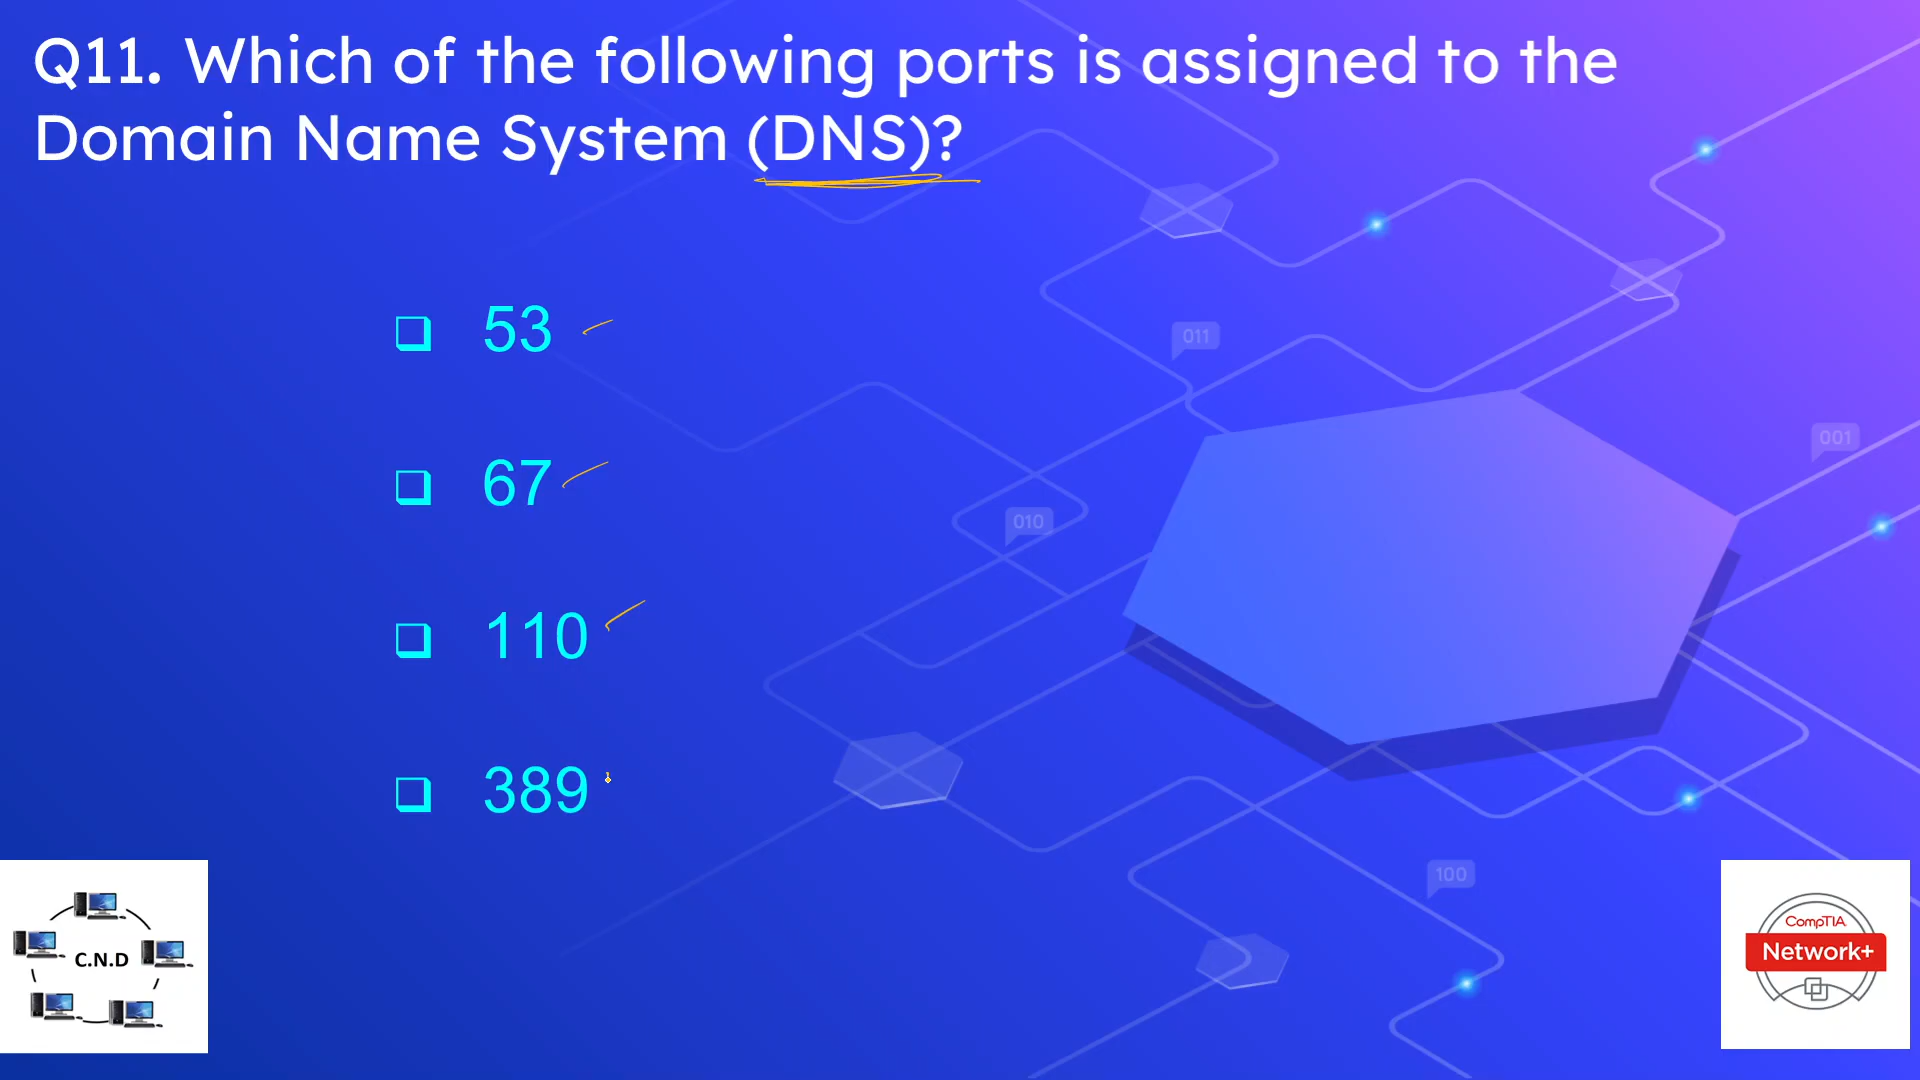 Q11. Which of the following ports is assigned to the
Domain Name System (DNS)?
53
67
110
389
011
001
010
100
C.N.D
CompTIA
Network+